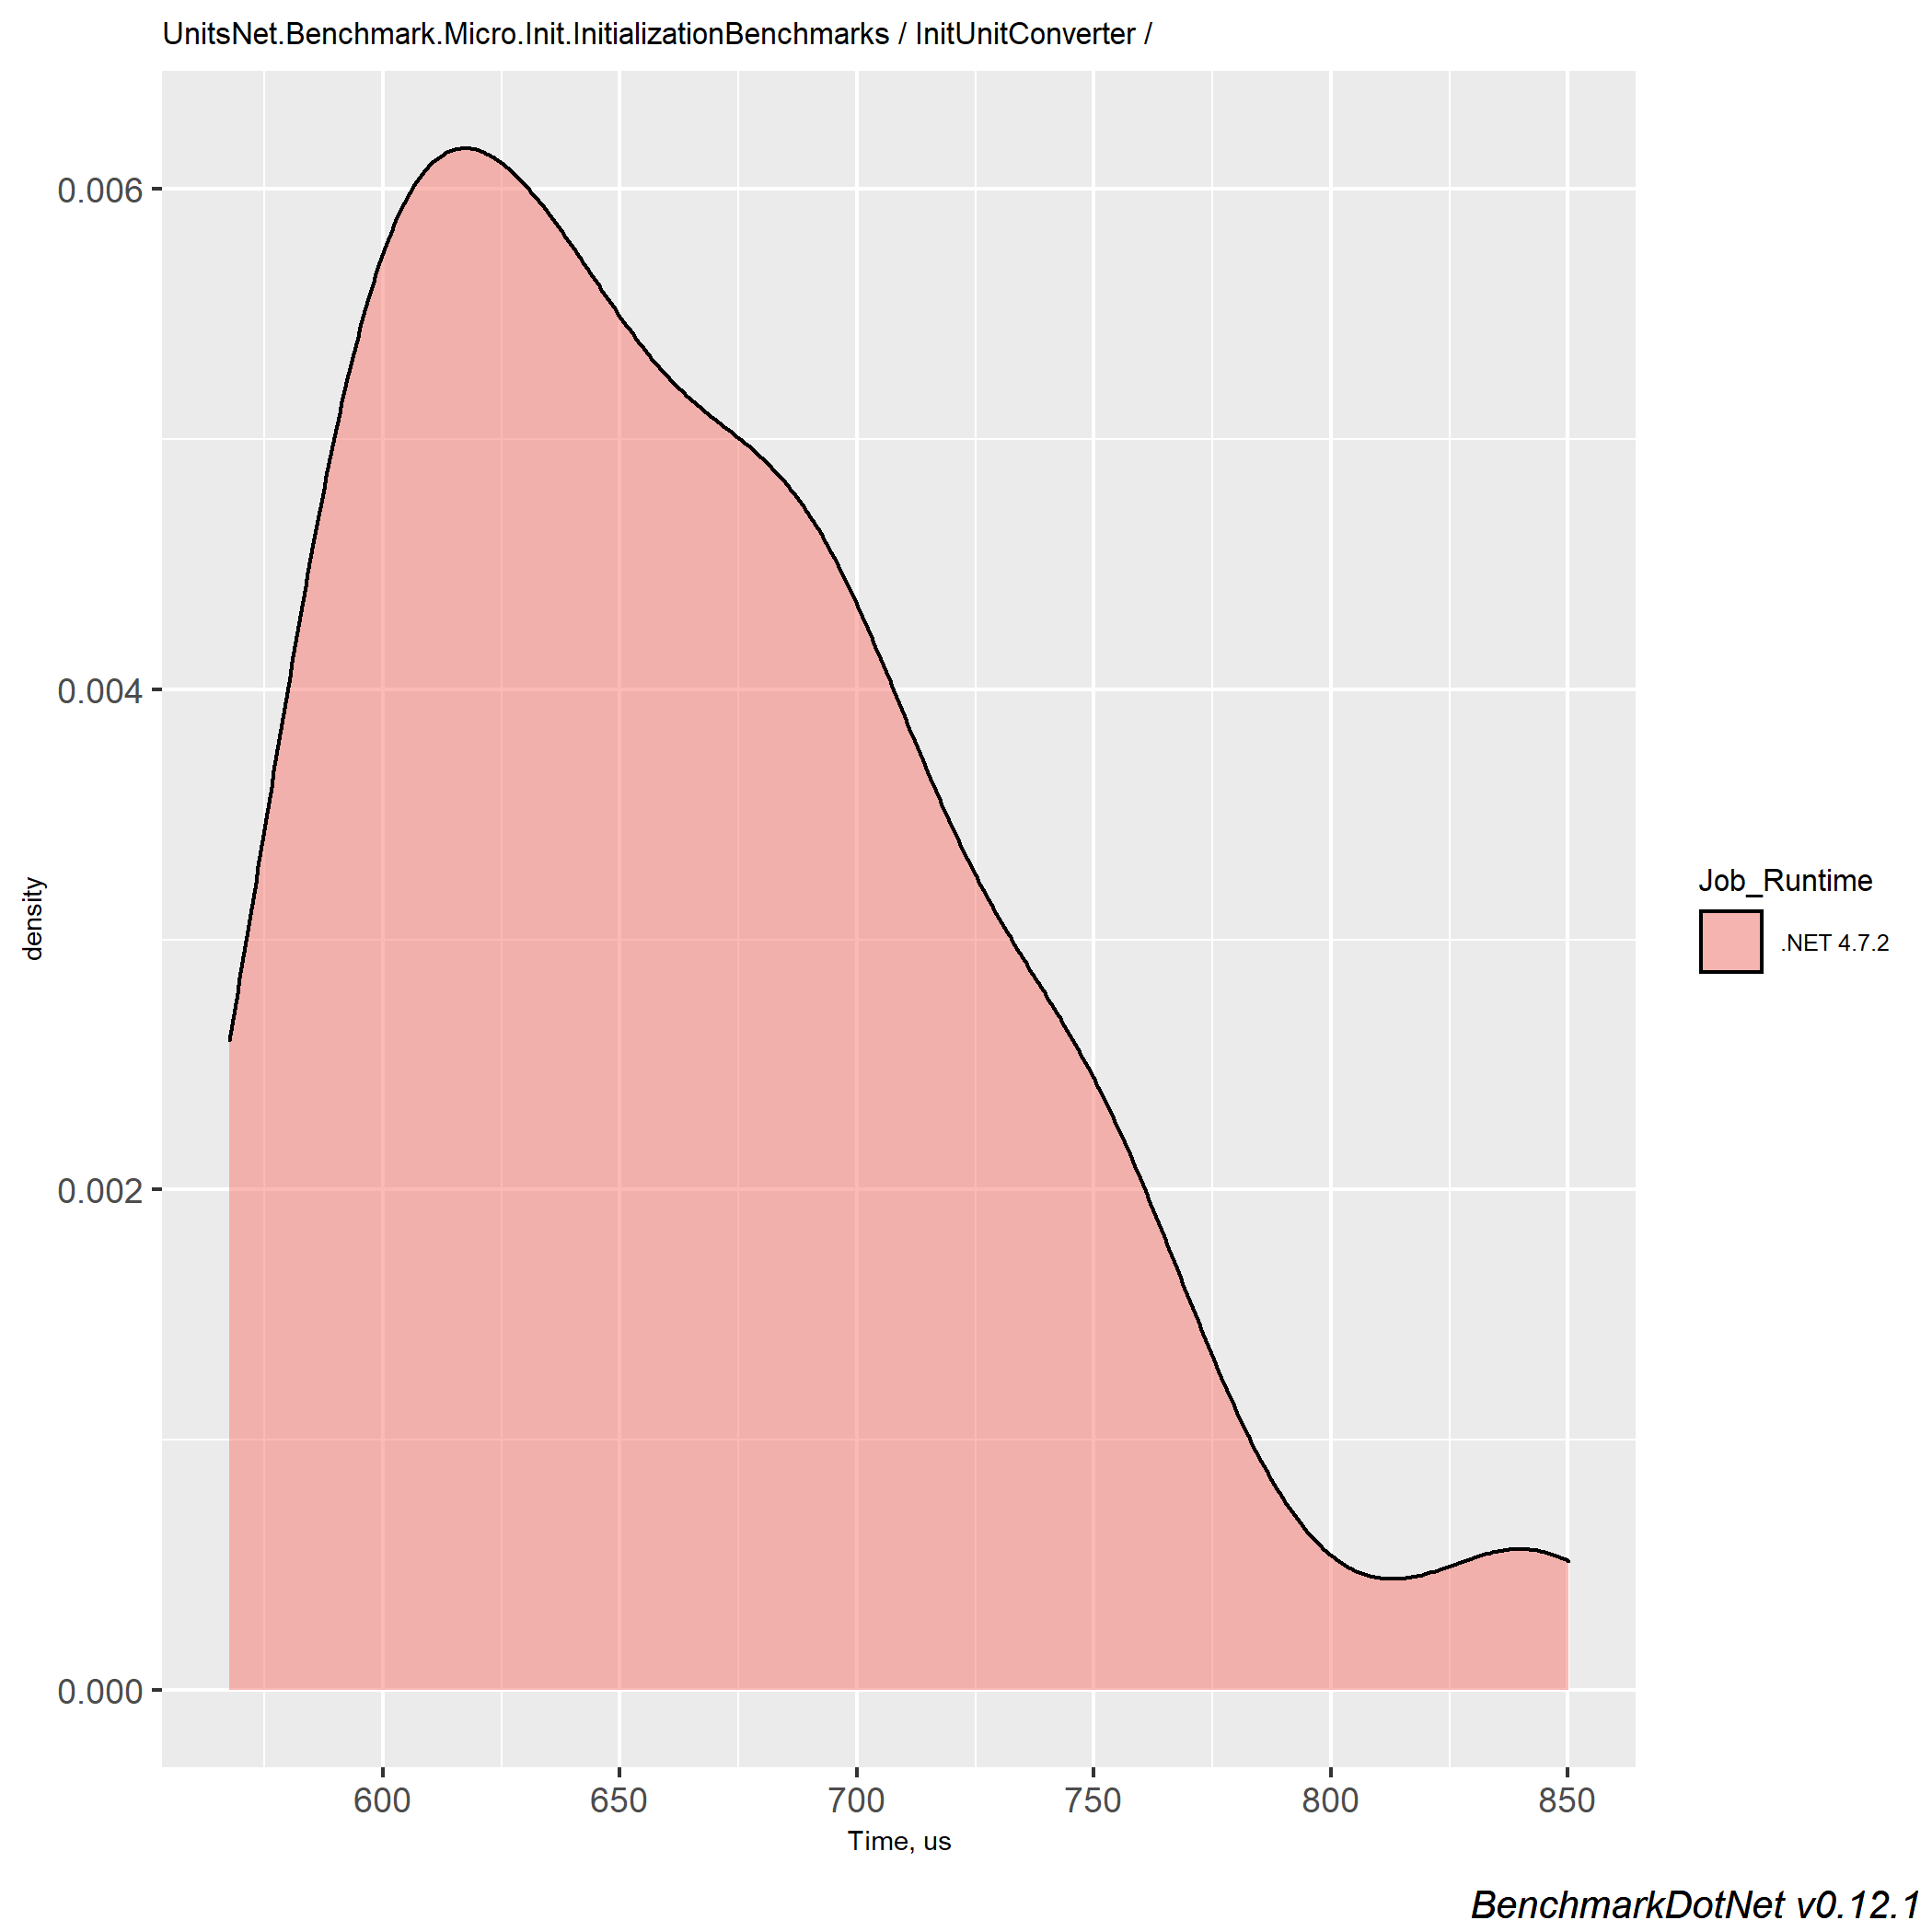 UnitsNet.Benchmark.Micro.Init.InitializationBenchmarks / InitUnitConverter /
0.006
0.004
0.002
0.000
density
600 650 700 750 800 850
Time, us
Job_Runtime
.NET 4.7.2
BenchmarkDotNet v0.12.1